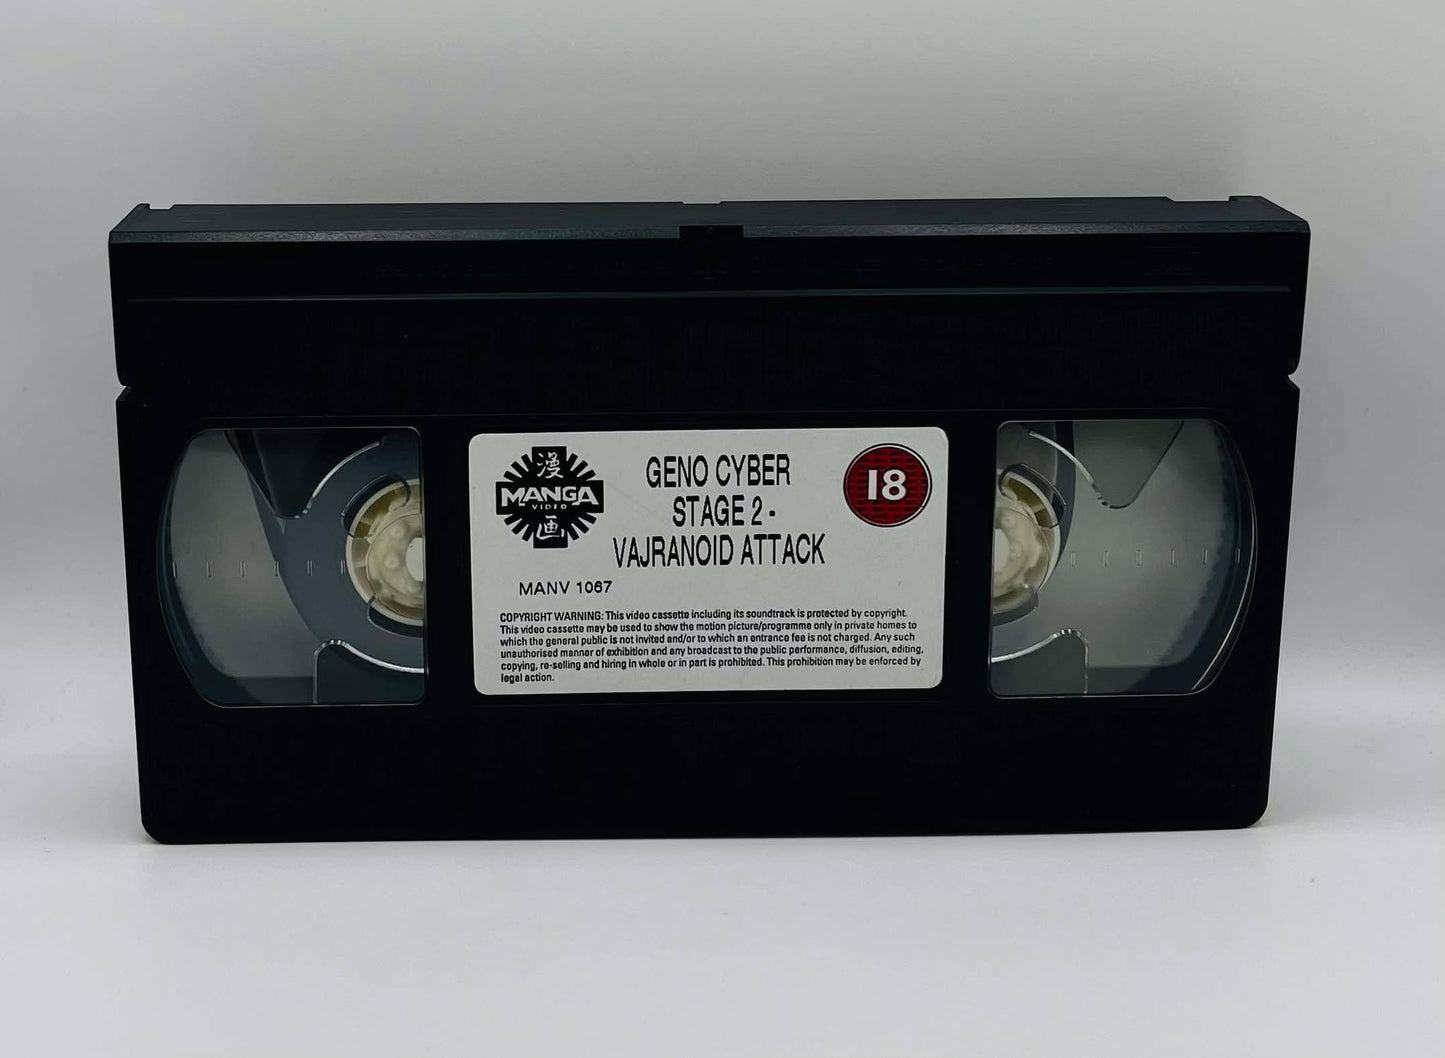 漫
MANGA
VIDEO
画
GENO CYBER
STAGE 2 -
VAJRANOID ATTACK
18
MANV 1067
COPYRIGHT WARNING: This video cassette including its soundtrack is protected by copyright.
This video cassette may be used to show the motion picture/programme only in private homes to
which the general public is not invited and/or to which an entrance fee is not charged. Any such
unauthorised manner of exhibition and any broadcast to the public performance, diffusion, editing,
copying, re-selling and hiring in whole or in part is prohibited. This prohibition may be enforced by
legal action.